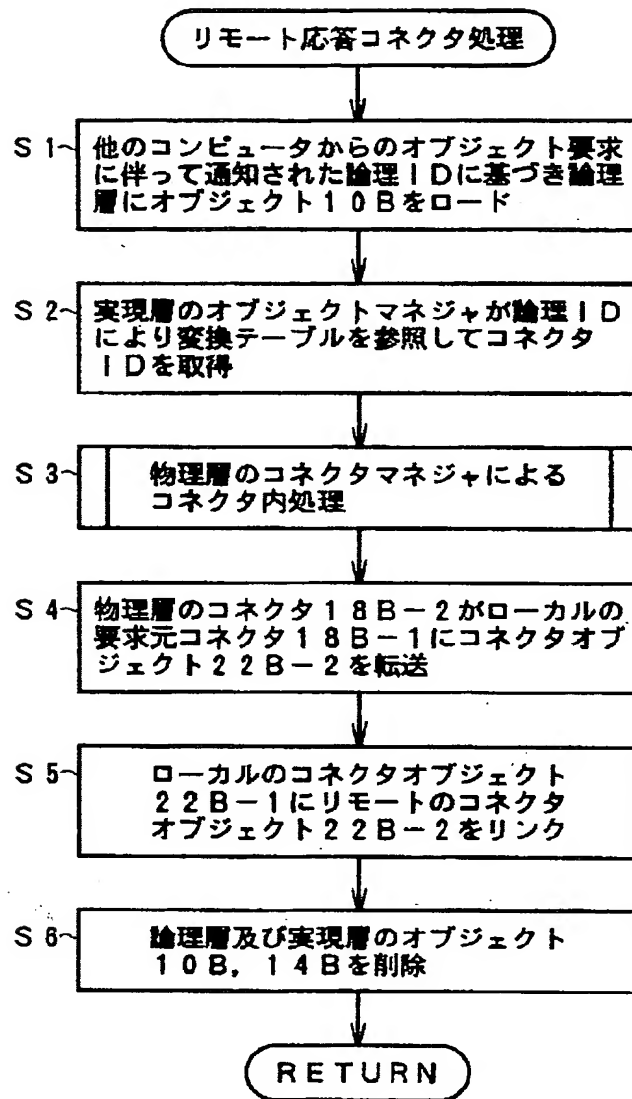 リモート応答コネクタ処理
S1 他のコンピュータからのオブジェクト要求
に伴って通知された論理IDに基づき論理
層にオブジェクト10Bをロード
S2 実現層のオブジェクトマネジャが論理ID
により変換テーブルを参照してコネクタ
IDを取得
S3 物理層のコネクタマネジャによる
コネクタ内処理
S4 物理層のコネクタ18B-2がローカルの
要求元コネクタ18B-1にコネクタオブ
ジェクト22B-2を転送
S5 ローカルのコネクタオブジェクト
22B-1にリモートのコネクタ
オブジェクト22B-2をリンク
S6 論理層及び実現層のオブジェクト
10B，14Bを削除
RETURN